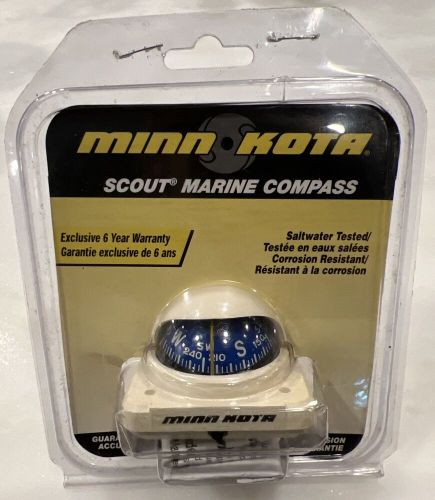 MINN KOTA
SCOUT® MARINE COMPASS
Exclusive 6 Year Warranty
Garantie exclusive de 6 ans
Saltwater Tested/
Testée en eaux salées
Corrosion Resistant/
Résistant à la corrosion
W SW S
240 210 150
MINN KOTA